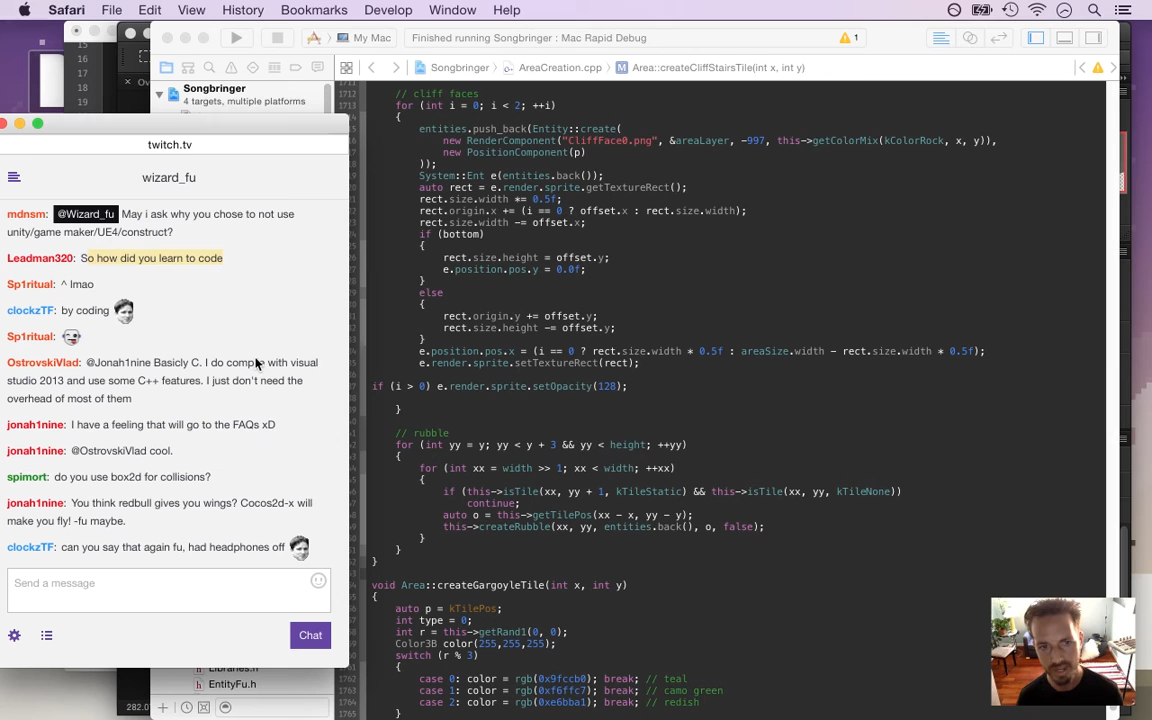 Safari File Edit View History Bookmarks Develop Window Help
My Mac
Finished running Songbringer : Mac Rapid Debug
1
Songbringer
AreaCreation.cpp
M Area::createCliffStairsTile(int x, int y)
Songbringer
4 targets, multiple platforms
15
16
17
18
19
twitch.tv
wizard_fu
mdnsm: @Wizard_fu May i ask why you chose to not use
unity/game maker/UE4/construct?
Leadman320: So how did you learn to code
Sp1ritual: ^ lmao
clockzTF: by coding
Sp1ritual:
OstrovskiVlad: @Jonah1nine Basicly C. I do compile with visual
studio 2013 and use some C++ features. I just don't need the
overhead of most of them
jonah1nine: I have a feeling that will go to the FAQs xD
jonah1nine: @OstrovskiVlad cool.
spimort: do you use box2d for collisions?
jonah1nine: You think redbull gives you wings? Cocos2d-x will
make you fly! -fu maybe.
clockzTF: can you say that again fu, had headphones off
Send a message
Chat
Libraries.h
h EntityFu.h
282.0
1712 // cliff faces
1713 for (int i = 0; i < 2; ++i)
{
entities.push_back(Entity::create(
new RenderComponent("CliffFace0.png", &areaLayer, -997, this->getColorMix(kColorRock, x, y)),
new PositionComponent(p)
));
System::Ent e(entities.back());
auto rect = e.render.sprite.getTextureRect();
rect.size.width *= 0.5f;
rect.origin.x += (i == 0 ? offset.x : rect.size.width);
rect.size.width -= offset.x;
if (bottom)
{
rect.size.height = offset.y;
e.position.pos.y = 0.0f;
}
else
{
rect.origin.y += offset.y;
rect.size.height -= offset.y;
}
e.position.pos.x = (i == 0 ? rect.size.width * 0.5f : areaSize.width - rect.size.width * 0.5f);
e.render.sprite.setTextureRect(rect);
if (i > 0) e.render.sprite.setOpacity(128);
}
// rubble
for (int yy = y; yy < y + 3 && yy < height; ++yy)
{
for (int xx = width >> 1; xx < width; ++xx)
{
if (this->isTile(xx, yy + 1, kTileStatic) && this->isTile(xx, yy, kTileNone))
continue;
auto o = this->getTilePos(xx - x, yy - y);
this->createRubble(xx, yy, entities.back(), o, false);
}
}
}
void Area::createGargoyleTile(int x, int y)
{
auto p = kTilePos;
int type = 0;
int r = this->getRand1(0, 0);
Color3B color(255,255,255);
switch (r % 3)
{
1762 case 0: color = rgb(0x9fccb0); break; // teal
1763 case 1: color = rgb(0xf6ffc7); break; // camo green
1764 case 2: color = rgb(0xe6bba1); break; // redish
1765 }